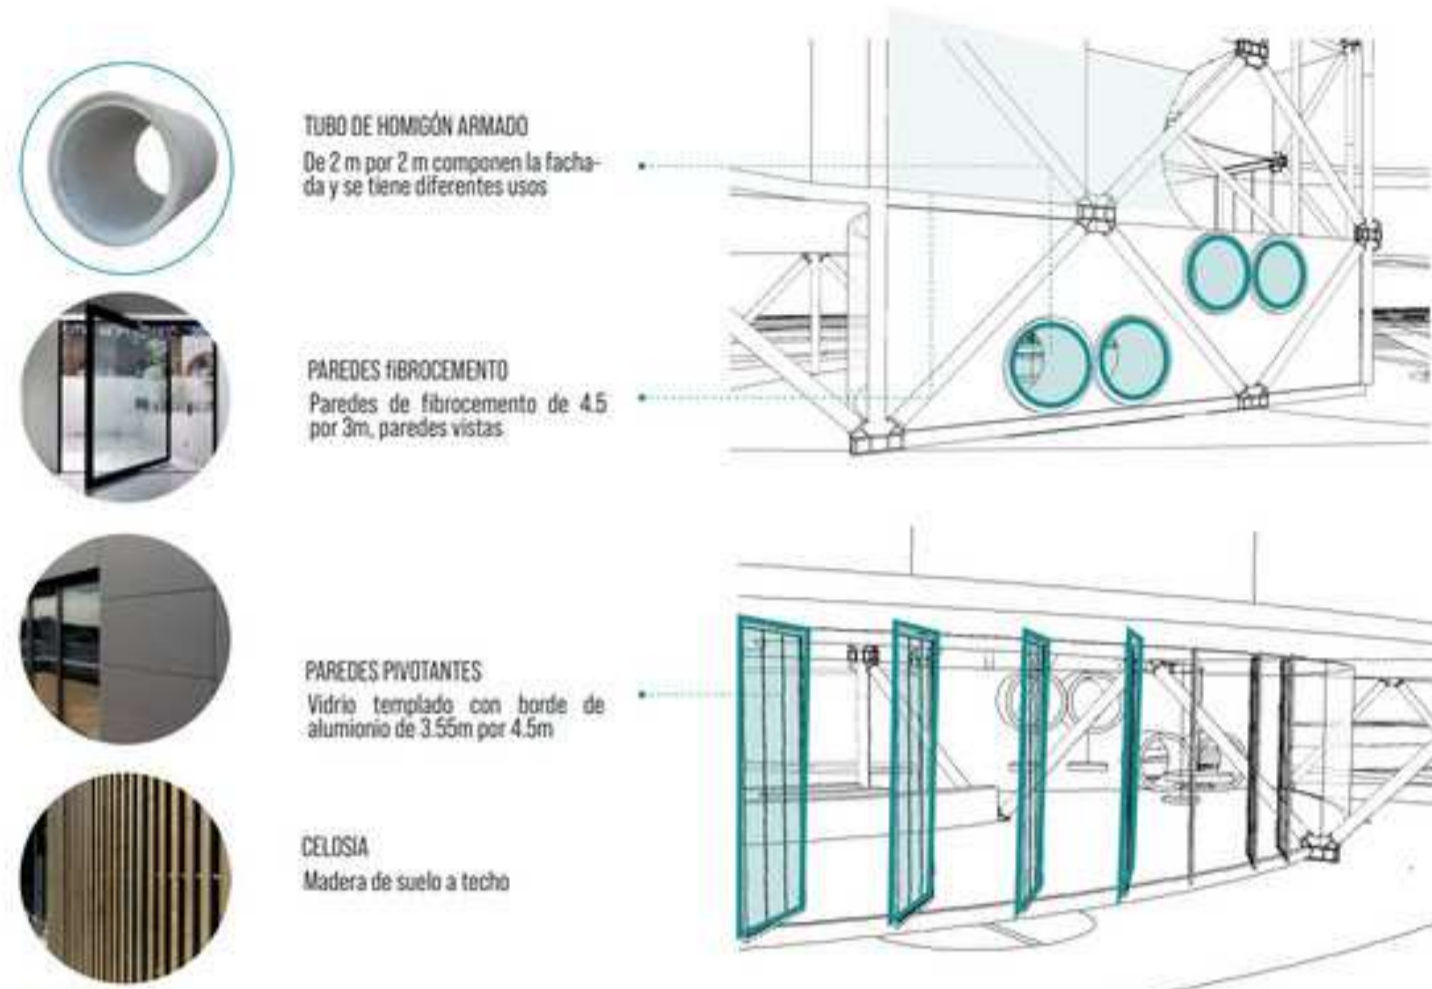 TUBO DE HOMIGÓN ARMADO
De 2 m por 2 m componen la facha-
da y se tiene diferentes usos
PAREDES fIBROCEMENTO
Paredes de fibrocemento de 4.5
por 3m, paredes vistas
PAREDES PIVOTANTES
Vidrio templado con borde de
alumionio de 3.55m por 4.5m
CELOSIA
Madera de suelo a techo